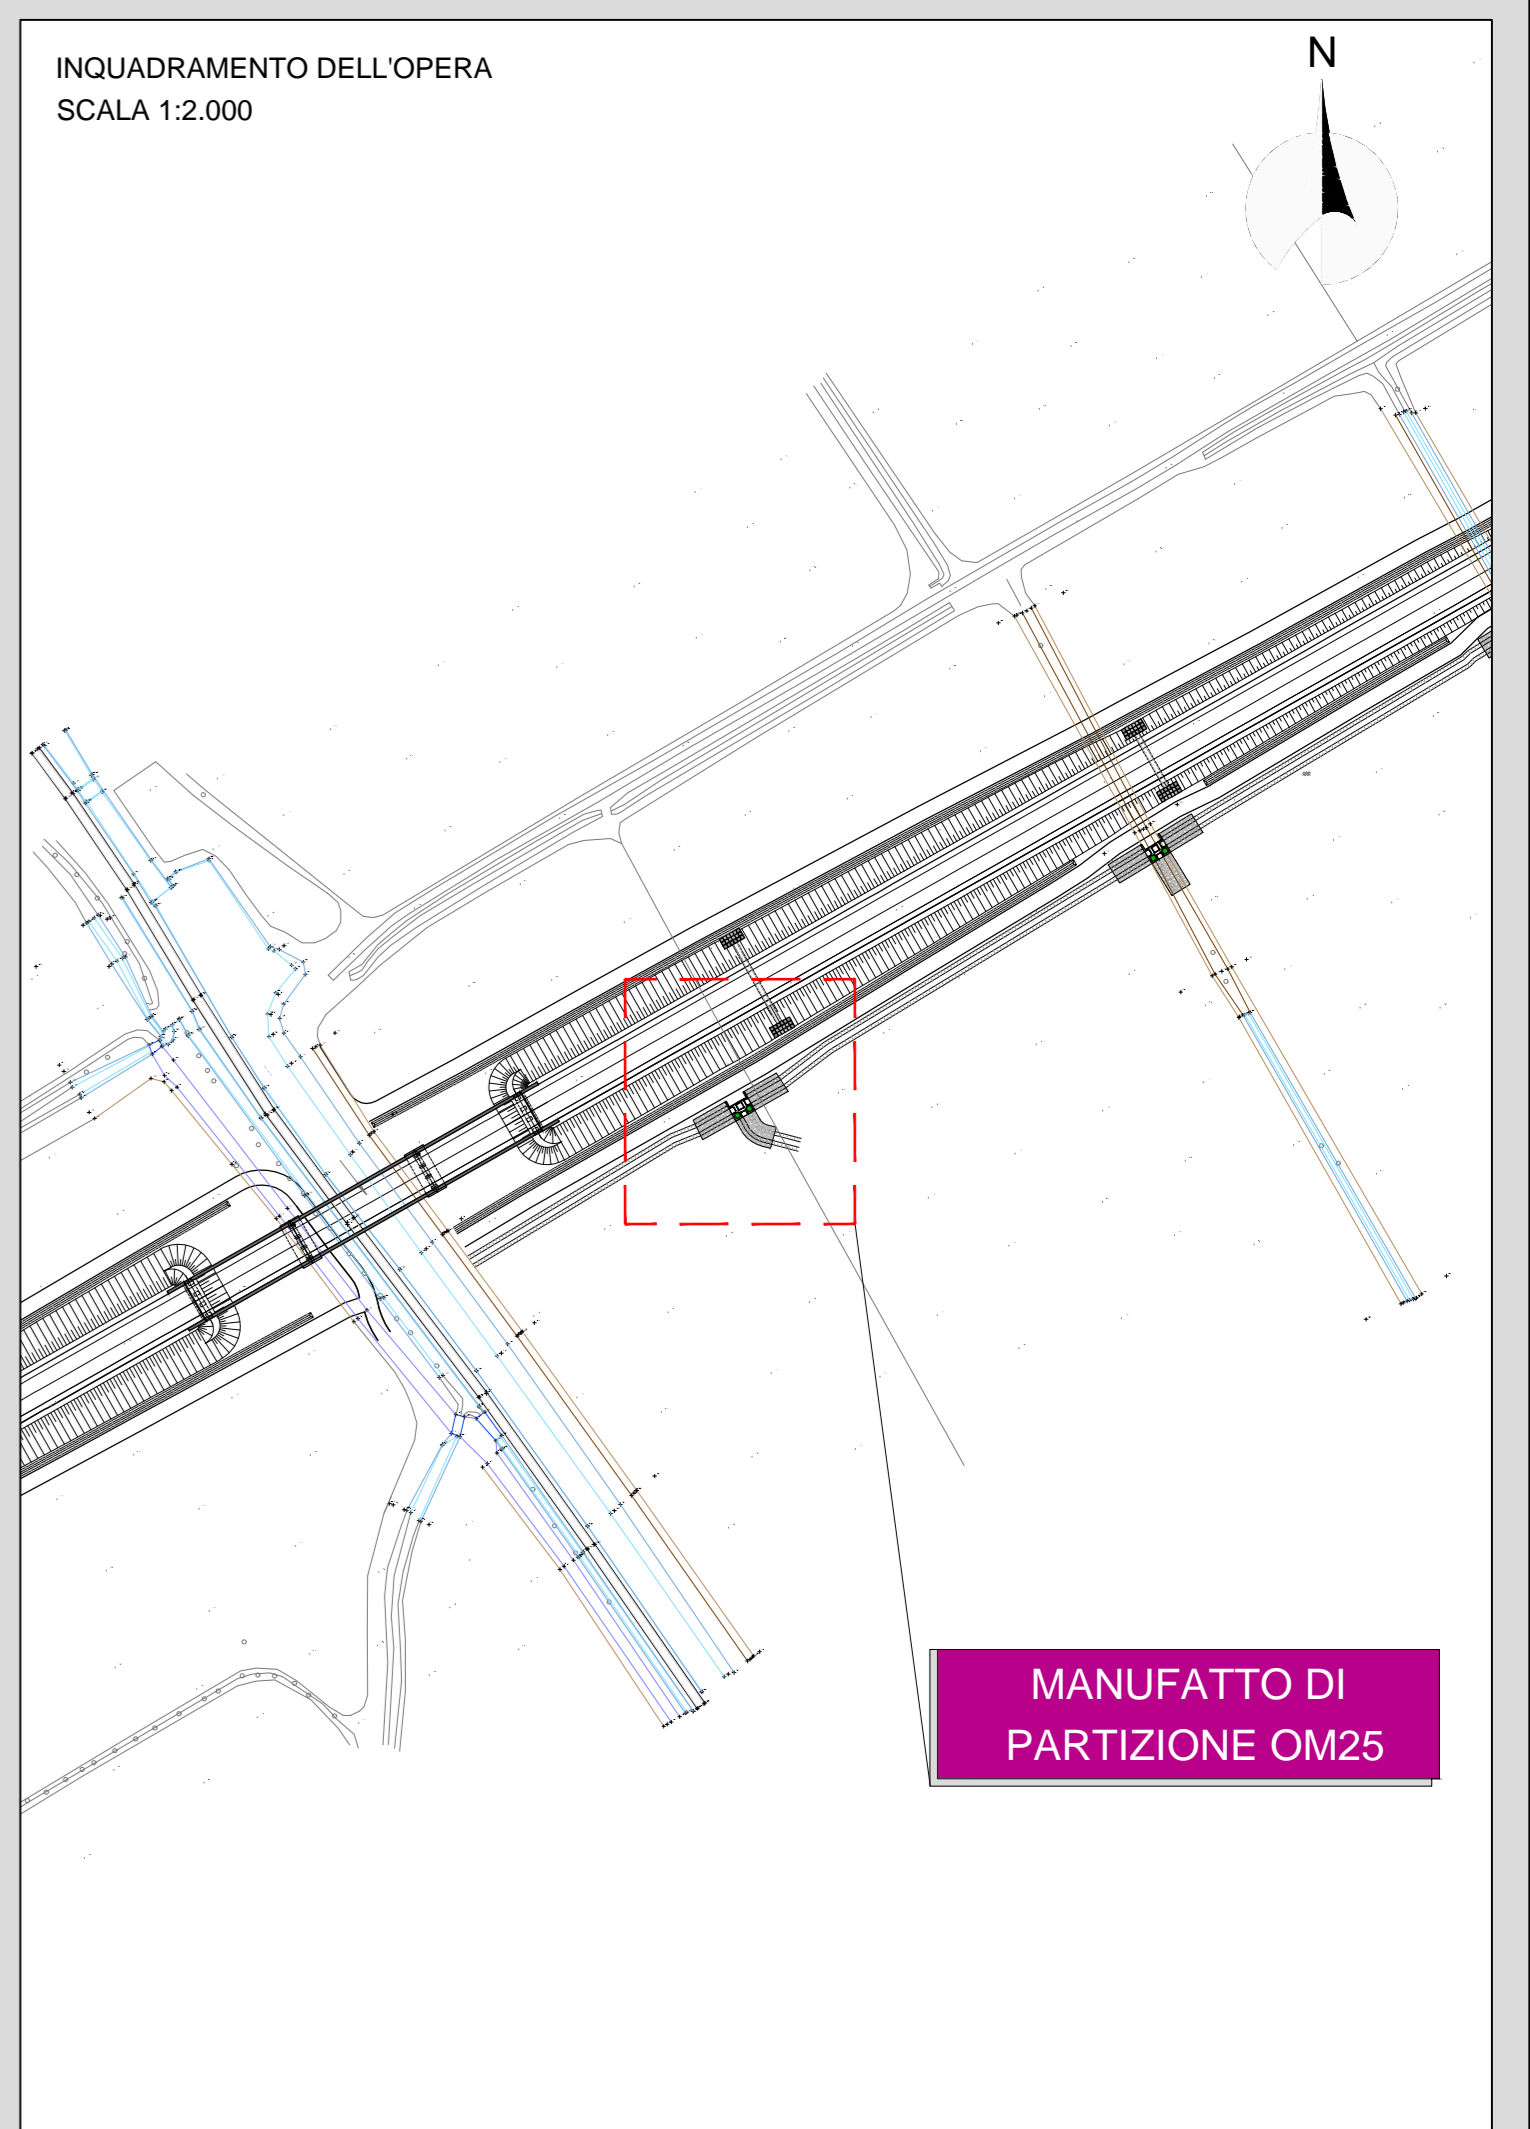 INQUADRAMENTO DELL'OPERA
SCALA 1:2.000
N
MANUFATTO DI
PARTIZIONE OM25